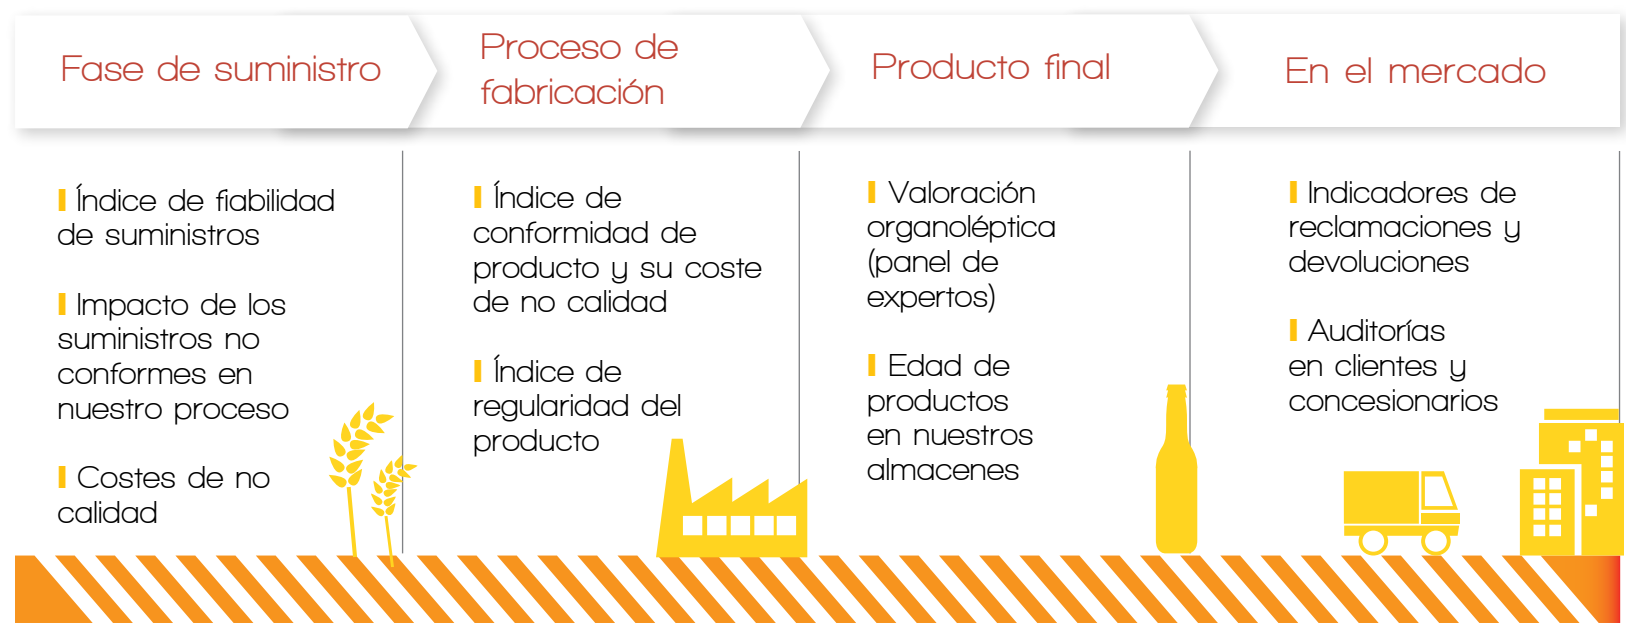 Fase de suministro
Proceso de
fabricación
Producto final
En el mercado
Índice de fiabilidad
de suministros
Impacto de los
suministros no
conformes en
nuestro proceso
Costes de no
calidad
Índice de
conformidad de
producto y su coste
de no calidad
Índice de
regularidad del
producto
Valoración
organoléptica
(panel de
expertos)
Edad de
productos
en nuestros
almacenes
Indicadores de
reclamaciones y
devoluciones
Auditorías
en clientes y
concesionarios